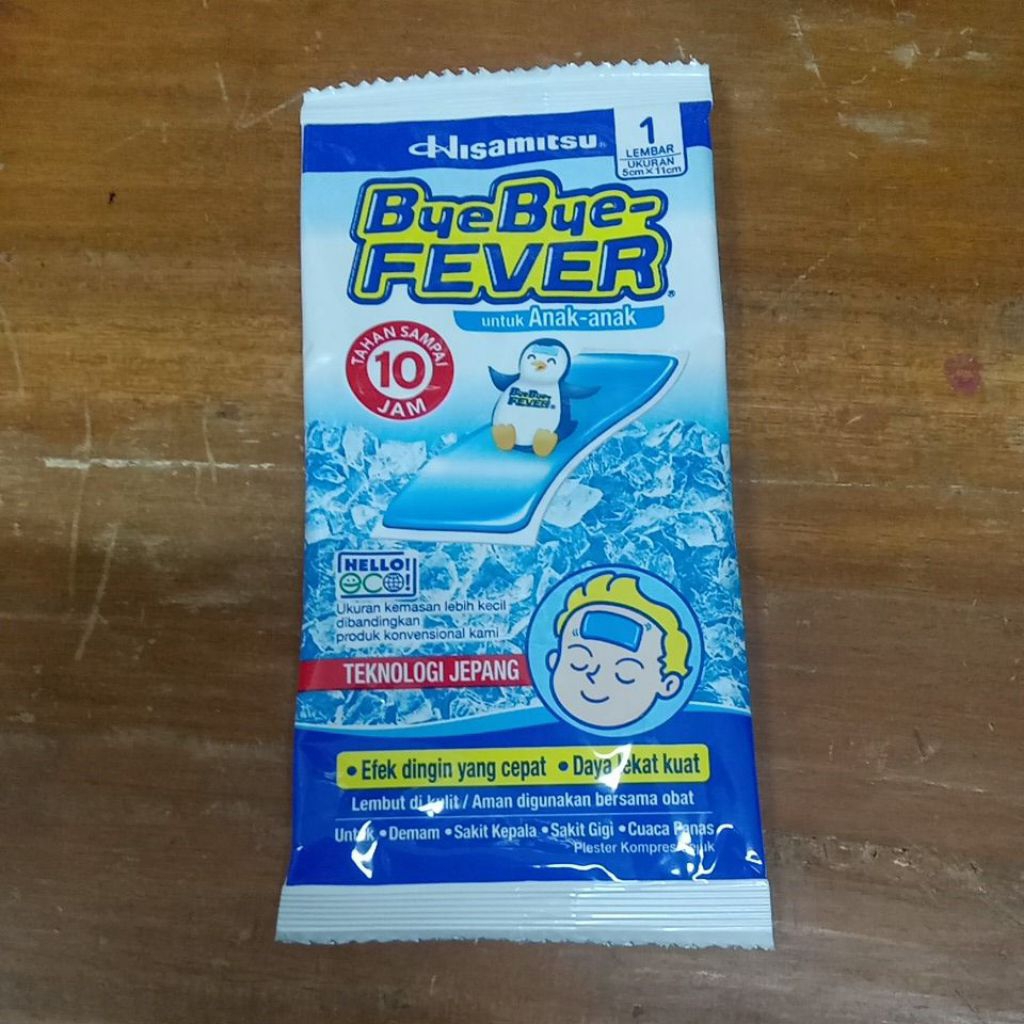 Hisamitsu
1
LEMBAR
UKURAN
5cm x 11cm
ByeBye-
FEVER®
untuk Anak-anak
TAHAN SAMPAI
10
JAM
ByeBye-
FEVER®
HELLO!
eco!
Ukuran kemasan lebih kecil
dibandingkan
produk konvensional kami
TEKNOLOGI JEPANG
• Efek dingin yang cepat • Daya lekat kuat
Lembut di kulit / Aman digunakan bersama obat
Untuk • Demam • Sakit Kepala • Sakit Gigi • Cuaca Panas
Plester Kompres Sejuk